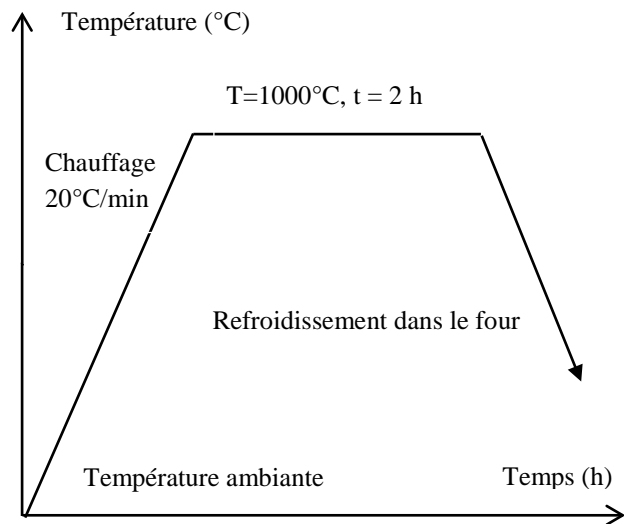 Température (°C)
T=1000°C, t = 2 h
Chauffage
20°C/min
Refroidissement dans le four
Température ambiante
Temps (h)